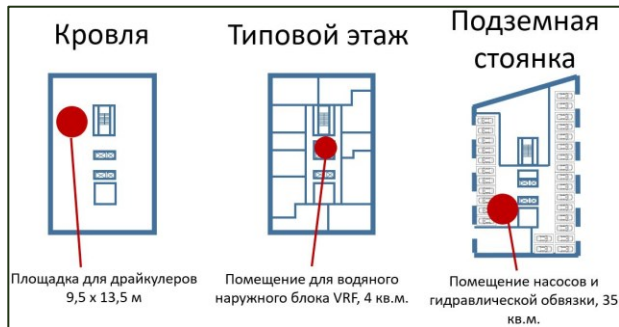 Кровля
Типовой этаж
Подземная
стоянка
Площадка для драйкулеров
9,5 x 13,5 м
Помещение для водяного
наружного блока VRF, 4 кв.м.
Помещение насосов и
гидравлической обвязки, 35
кв.м.